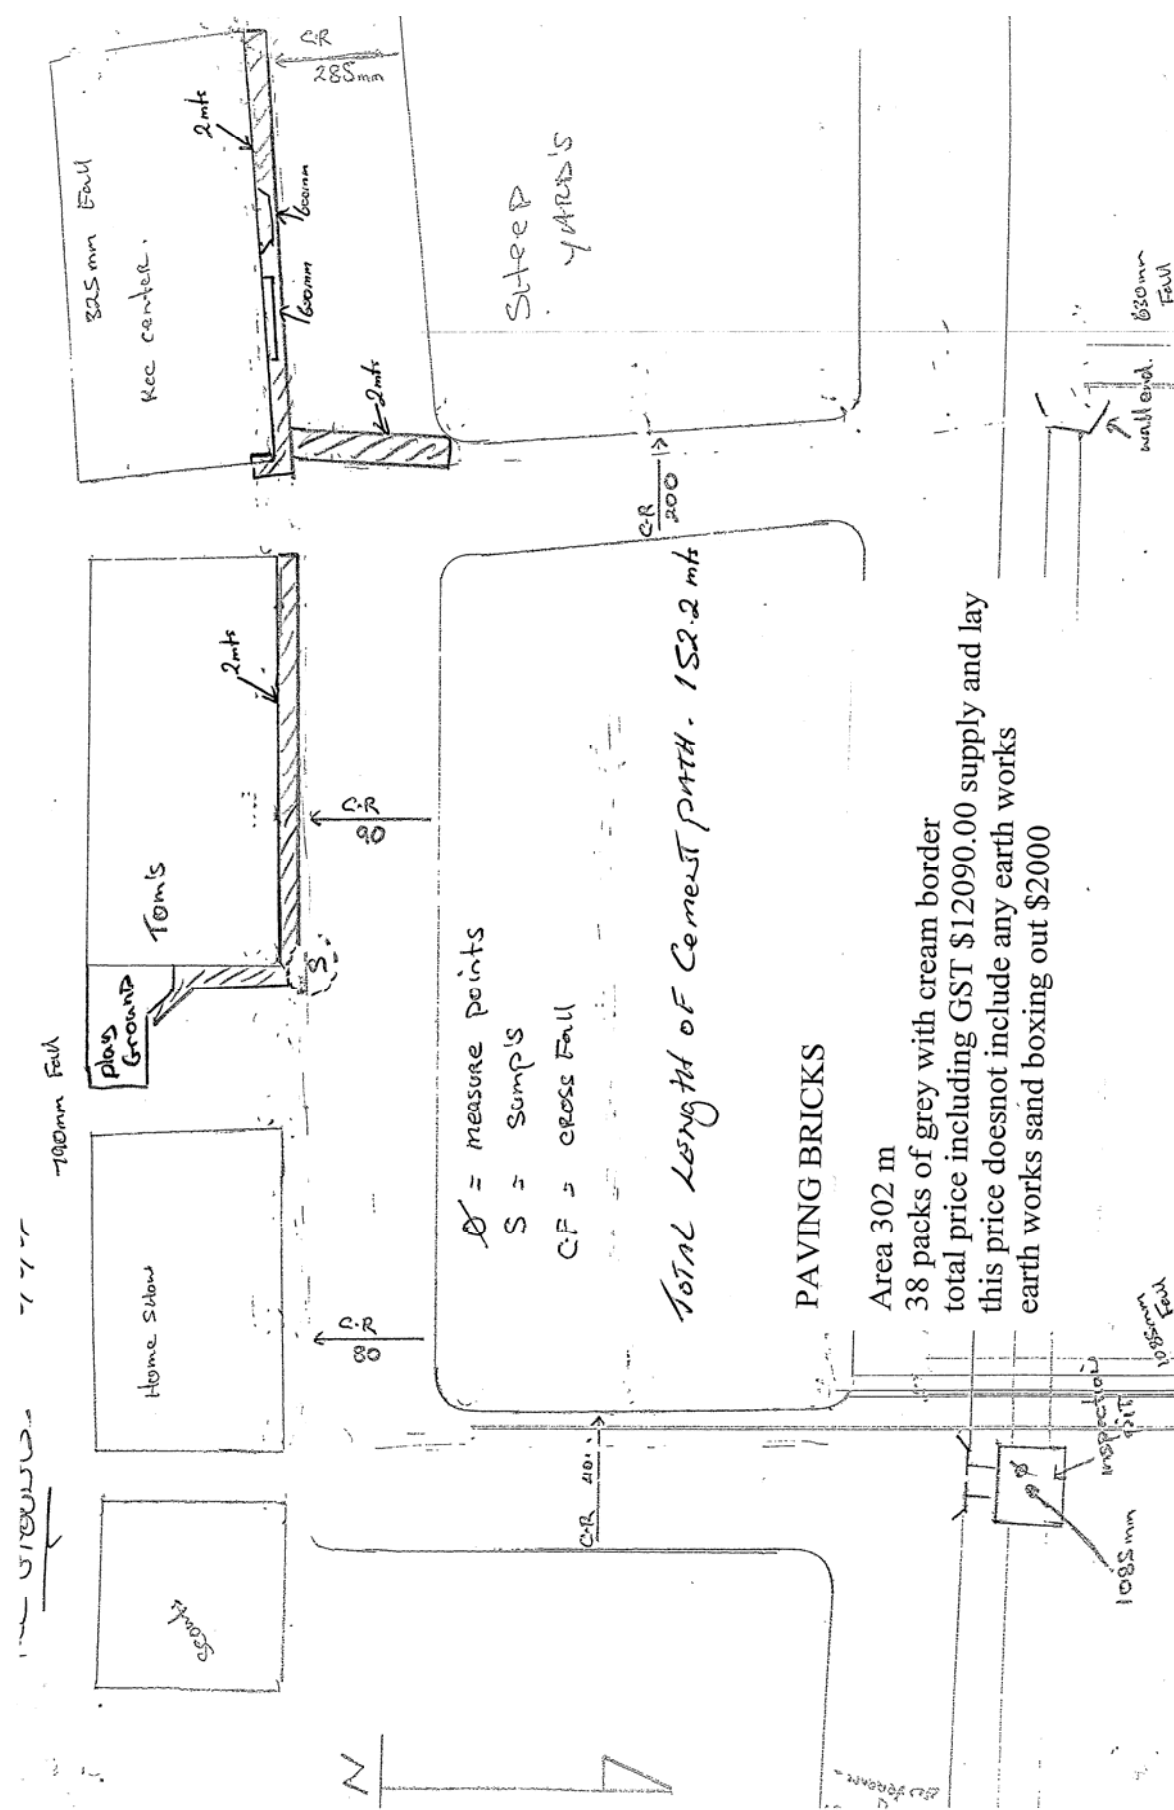 790mm Fall
325mm Fall
Rec center.
Scouts
Home Show
Play
Ground
Tom's
2mts
2mts
600mm
600mm
2mts
C-R
285mm
C-R
80
C-R
90
N
SHeeP
YARD'S
Ø = measure points
S = Sump's
C.F = CROSS Fall
S
C-R 40.
C-R
200
TOTAL Length OF Cement PATH. 152.2 mts
PAVING BRICKS
Area 302 m
38 packs of grey with cream border
total price including GST $12090.00 supply and lay
this price doesnot include any earth works
earth works sand boxing out $2000
1085mm
inspection
pit
1085mm
Fall
wall end.
630mm
Fall